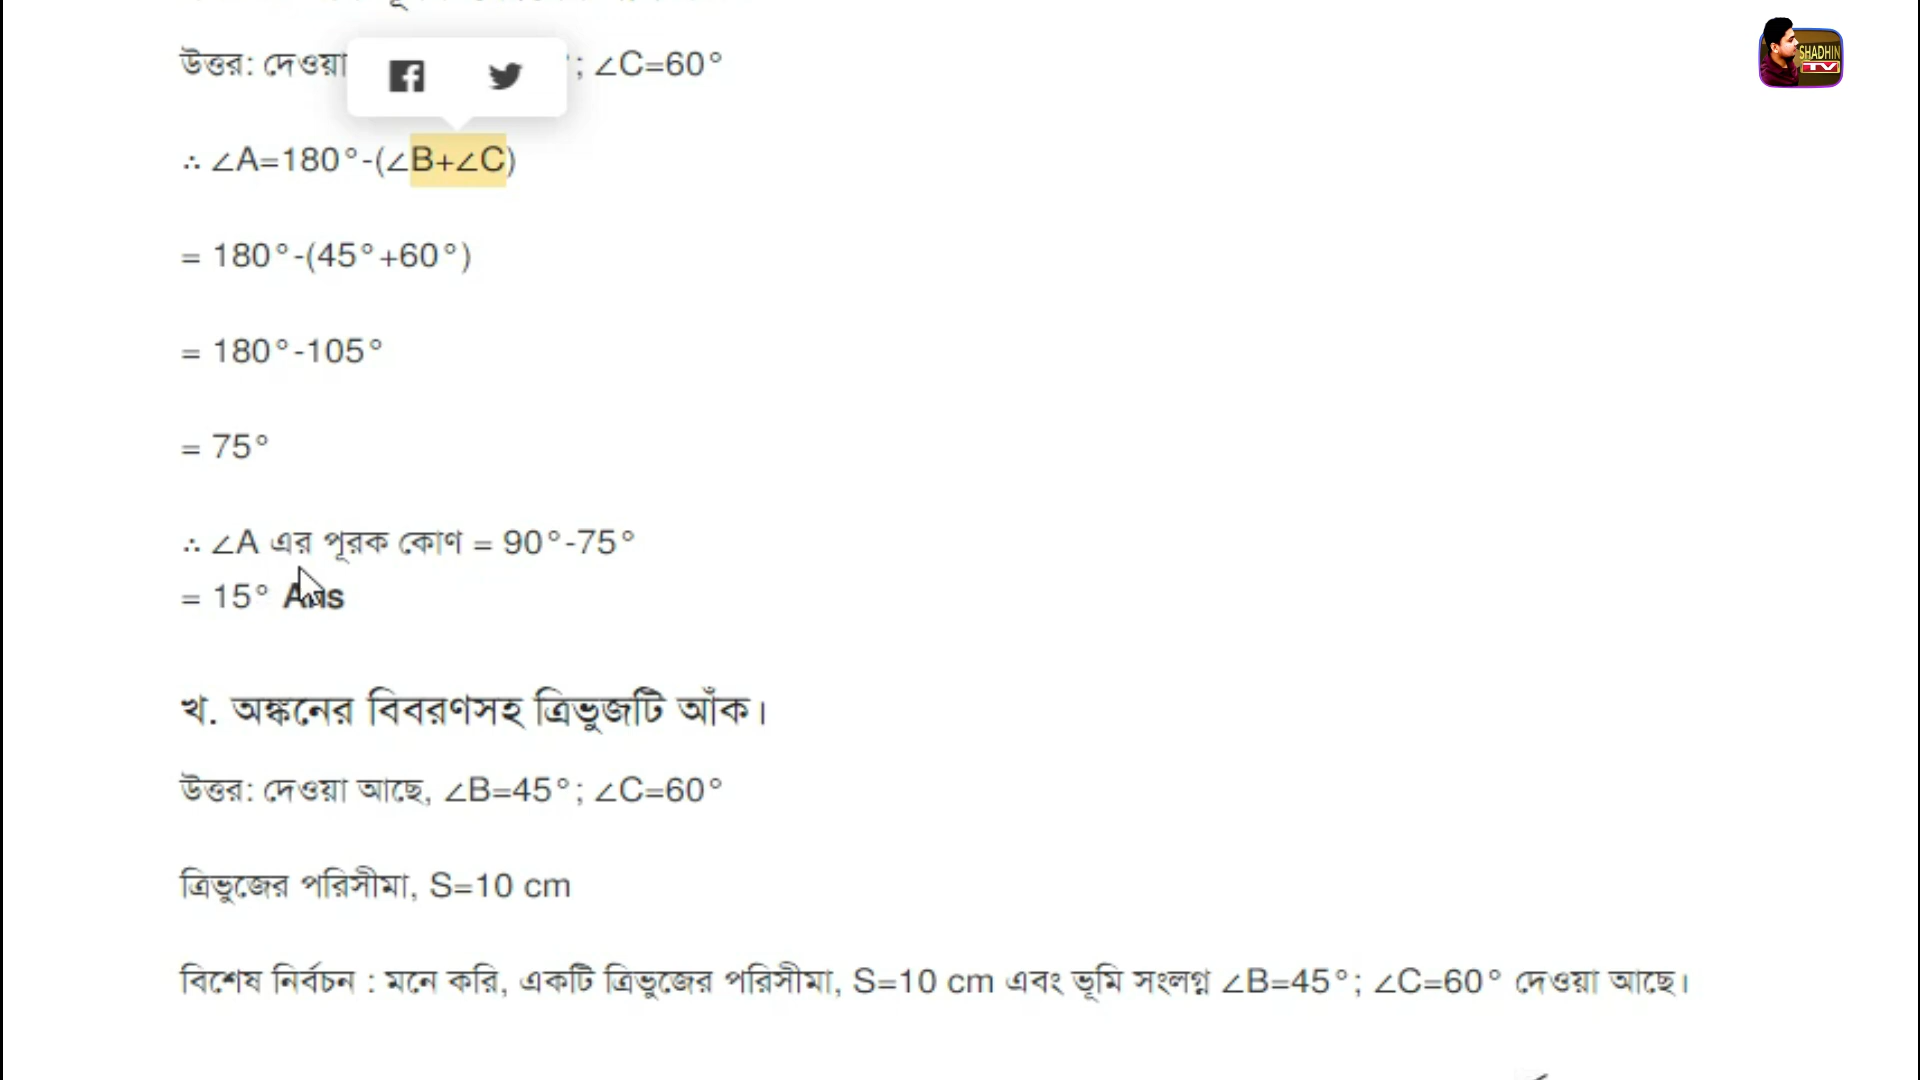 উত্তর: দেওয়া ; ∠C=60°
SHADHIN
TV
∴ ∠A=180°-(∠B+∠C)
= 180°-(45°+60°)
= 180°-105°
= 75°
∴ ∠A এর পূরক কোণ = 90°-75°
= 15° Ans
খ. অঙ্কনের বিবরণসহ ত্রিভুজটি আঁক।
উত্তর: দেওয়া আছে, ∠B=45°; ∠C=60°
ত্রিভুজের পরিসীমা, S=10 cm
বিশেষ নির্বচন : মনে করি, একটি ত্রিভুজের পরিসীমা, S=10 cm এবং ভূমি সংলগ্ন ∠B=45°; ∠C=60° দেওয়া আছে।